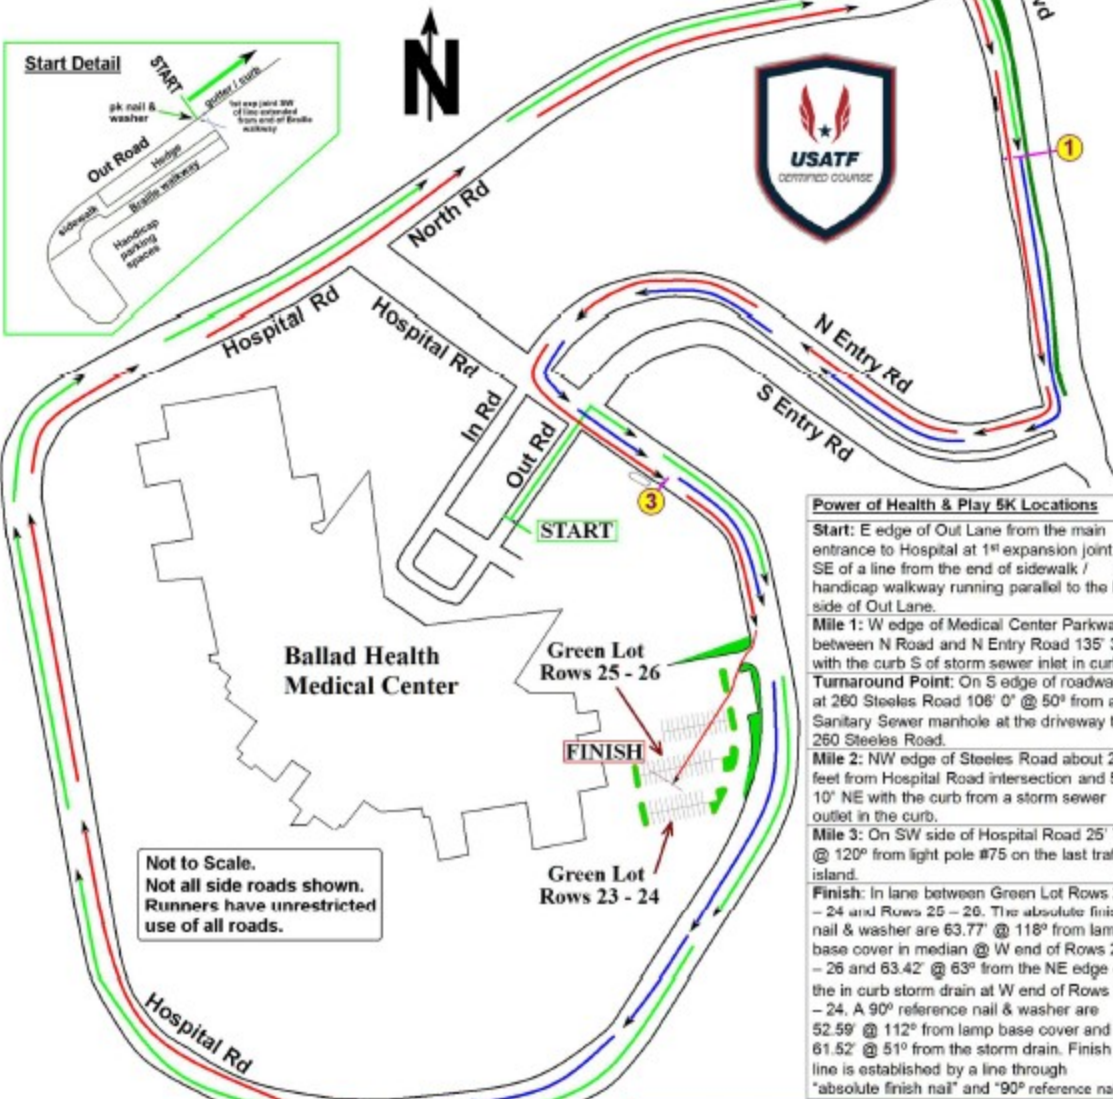 Start Detail
START
gutter / curb
pk nail &
washer
1st exp joint SW
of line extended
from end of Braille
walkway
Out Road
Hedge
Braille walkway
sidewalk
Handicap
parking
spaces
N
vd
USATF
CERTIFIED COURSE
1
North Rd
Hospital Rd
Hospital Rd
N Entry Rd
S Entry Rd
In Rd
Out Rd
3
START
Ballad Health
Medical Center
Green Lot
Rows 25 - 26
FINISH
Green Lot
Rows 23 - 24
Not to Scale.
Not all side roads shown.
Runners have unrestricted
use of all roads.
Hospital Rd
Power of Health & Play 5K Locations
Start: E edge of Out Lane from the main
entrance to Hospital at 1st expansion joint
SE of a line from the end of sidewalk /
handicap walkway running parallel to the
side of Out Lane.
Mile 1: W edge of Medical Center Parkwa
between N Road and N Entry Road 135'
with the curb S of storm sewer inlet in cur
Turnaround Point: On S edge of roadwa
at 260 Steeles Road 106' 0" @ 50º from a
Sanitary Sewer manhole at the driveway t
260 Steeles Road.
Mile 2: NW edge of Steeles Road about 2
feet from Hospital Road intersection and 5
10" NE with the curb from a storm sewer
outlet in the curb.
Mile 3: On SW side of Hospital Road 25'
@ 120º from light pole #75 on the last traf
island.
Finish: In lane between Green Lot Rows
– 24 and Rows 25 – 26. The absolute finis
nail & washer are 63.77' @ 118º from lam
base cover in median @ W end of Rows 2
– 26 and 63.42' @ 63º from the NE edge
the in curb storm drain at W end of Rows
– 24. A 90º reference nail & washer are
52.59' @ 112º from lamp base cover and
61.52' @ 51º from the storm drain. Finish
line is established by a line through
"absolute finish nail" and "90º reference na